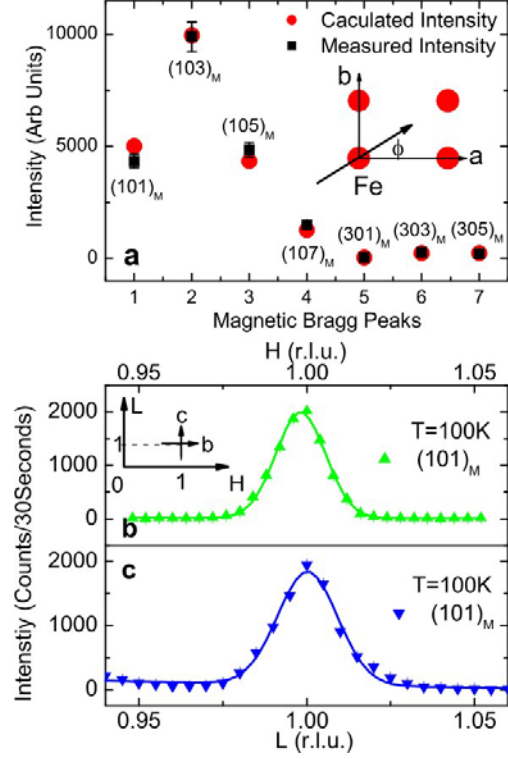 Caculated Intensity
Measured Intensity
Intensity (Arb Units)
10000
5000
0
(101)M
(103)M
(105)M
(107)M
(301)M
(303)M
(305)M
b
a
ϕ
Fe
a
1 2 3 4 5 6 7
Magnetic Bragg Peaks
H (r.l.u.)
0.95 1.00 1.05
Intenstiy (Counts/30Seconds)
2000
1000
0
L
c
b
1
0 1 H
T=100K
(101)M
b
c
2000
1000
0
T=100K
(101)M
0.95 1.00 1.05
L (r.l.u.)